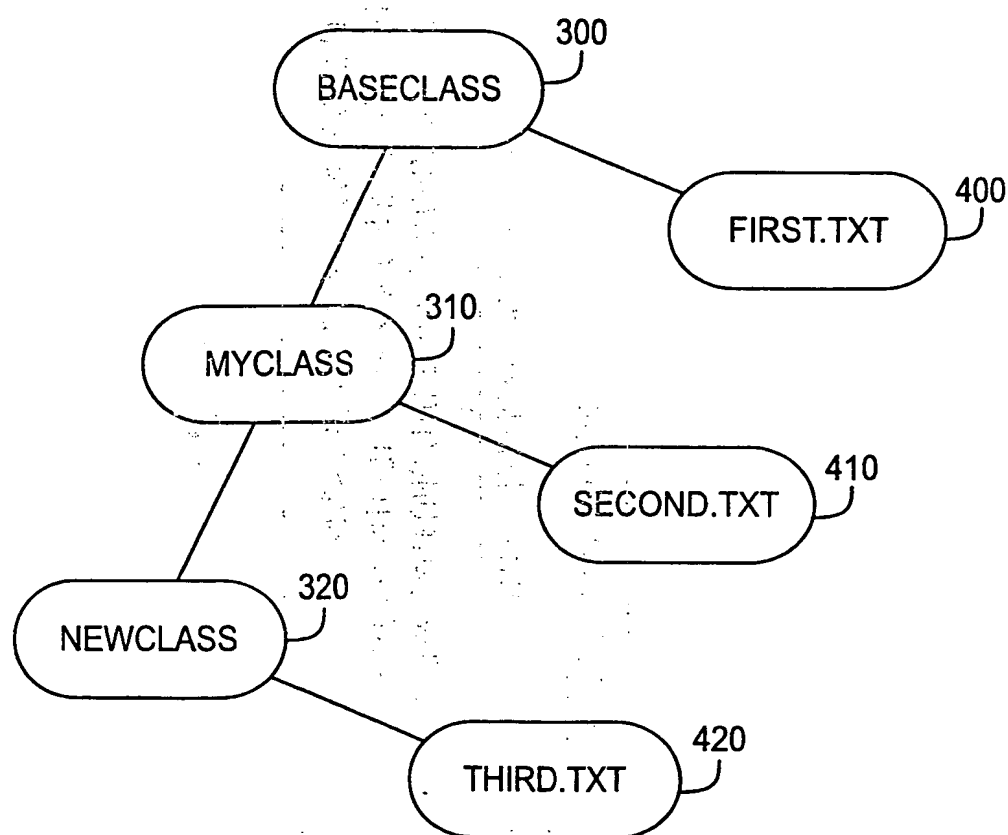 300
BASECLASS
400
FIRST.TXT
310
MYCLASS
410
SECOND.TXT
320
NEWCLASS
420
THIRD.TXT